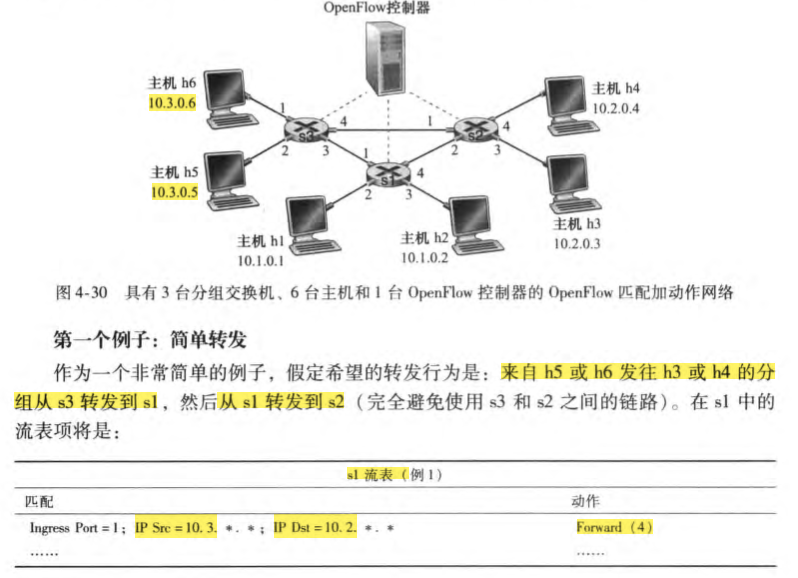 OpenFlow控制器
主机 h6
10.3.0.6
主机 h4
10.2.0.4
1
4
1
4
s3
s2
2
3
1
2
3
s1
4
主机 h5
10.3.0.5
2
3
主机 h3
10.2.0.3
主机 h1
10.1.0.1
主机 h2
10.1.0.2
图 4-30 具有 3 台分组交换机、6 台主机和 1 台 OpenFlow 控制器的 OpenFlow 匹配加动作网络
第一个例子：简单转发
作为一个非常简单的例子，假定希望的转发行为是：来自 h5 或 h6 发往 h3 或 h4 的分
组从 s3 转发到 s1，然后从 s1 转发到 s2（完全避免使用 s3 和 s2 之间的链路）。在 s1 中的
流表项将是：
s1 流表（例 1）
匹配 动作
Ingress Port = 1；IP Src = 10. 3. *. *；IP Dst = 10. 2. *. * Forward（4）
…… ……